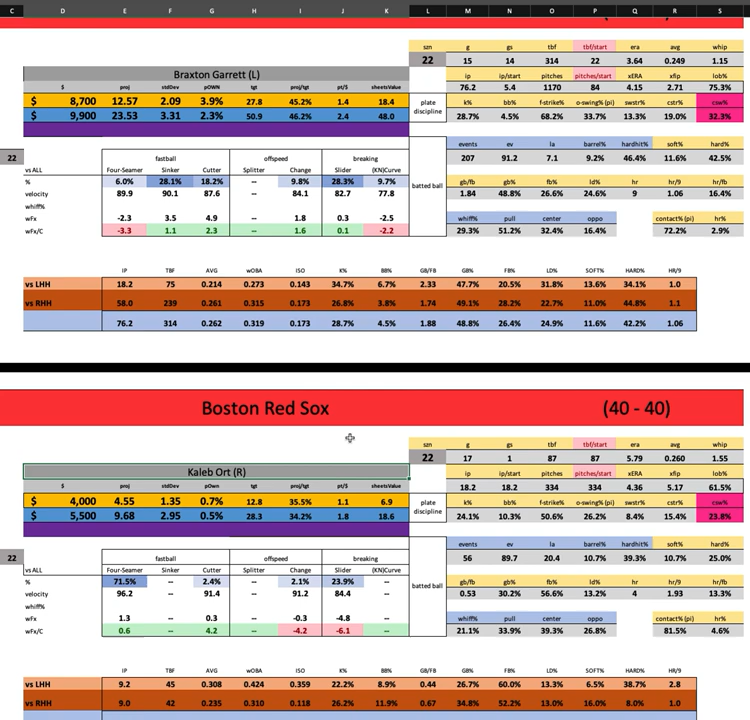 C D E F G H I J K L M N O P Q R S
szn g gs tbf tbf/start era avg whip
22 15 14 314 22 3.64 0.249 1.15
Braxton Garrett (L) ip ip/start pitches pitches/start xERA xfip lob%
$ proj stdDev pOWN tgt proj/tgt pt/$ sheetsValue 76.2 5.4 1170 84 4.15 2.71 75.3%
$ 8,700 12.57 2.09 3.9% 27.8 45.2% 1.4 18.4 plate discipline k% bb% f-strike% o-swing% (pi) swstr% cstr% csw%
$ 9,900 23.53 3.31 2.3% 50.9 46.2% 2.4 48.0 28.7% 4.5% 68.2% 33.7% 13.3% 19.0% 32.3%
events ev la barrel% hardhit% soft% hard%
22 fastball offspeed breaking 207 91.2 7.1 9.2% 46.4% 11.6% 42.5%
vs ALL Four-Seamer Sinker Cutter Splitter Change Slider (KN)Curve
% 6.0% 28.1% 18.2% -- 9.8% 28.3% 9.7% batted ball gb/fb gb% fb% ld% hr hr/9 hr/fb
velocity 89.9 90.1 87.6 -- 84.1 82.7 77.8 1.84 48.8% 26.6% 24.6% 9 1.06 16.4%
whiff%
wFx -2.3 3.5 4.9 1.8 0.3 -2.5 whiff% pull center oppo contact% (pi) hr%
wFx/C -3.3 1.1 2.3 -- 1.6 0.1 -2.2 29.3% 51.2% 32.4% 16.4% 72.2% 2.9%
IP TBF AVG wOBA ISO K% BB% GB/FB GB% FB% LD% SOFT% HARD% HR/9
vs LHH 18.2 75 0.214 0.273 0.143 34.7% 6.7% 2.33 47.7% 20.5% 31.8% 13.6% 34.1% 1.0
vs RHH 58.0 239 0.261 0.315 0.173 26.8% 3.8% 1.74 49.1% 28.2% 22.7% 11.0% 44.8% 1.1
76.2 314 0.262 0.319 0.173 28.7% 4.5% 1.88 48.8% 26.4% 24.9% 11.6% 42.2% 1.06
Boston Red Sox (40 - 40)
szn g gs tbf tbf/start era avg whip
22 17 1 87 87 5.79 0.260 1.55
Kaleb Ort (R) ip ip/start pitches pitches/start xERA xfip lob%
$ proj stdDev pOWN tgt proj/tgt pt/$ sheetsValue 18.2 18.2 334 334 4.36 5.17 61.5%
$ 4,000 4.55 1.35 0.7% 12.8 35.5% 1.1 6.9 plate discipline k% bb% f-strike% o-swing% (pi) swstr% cstr% csw%
$ 5,500 9.68 2.95 0.5% 28.3 34.2% 1.8 18.6 24.1% 10.3% 50.6% 26.2% 8.4% 15.4% 23.8%
events ev la barrel% hardhit% soft% hard%
22 fastball offspeed breaking 56 89.7 20.4 10.7% 39.3% 10.7% 25.0%
vs ALL Four-Seamer Sinker Cutter Splitter Change Slider (KN)Curve
% 71.5% -- 2.4% -- 2.1% 23.9% -- batted ball gb/fb gb% fb% ld% hr hr/9 hr/fb
velocity 96.2 -- 91.4 -- 91.2 84.4 -- 0.53 30.2% 56.6% 13.2% 4 1.93 13.3%
whiff%
wFx 1.3 -- 0.3 -- -0.3 -4.8 -- whiff% pull center oppo contact% (pi) hr%
wFx/C 0.6 -- 4.2 -- -4.2 -6.1 -- 21.1% 33.9% 39.3% 26.8% 81.5% 4.6%
IP TBF AVG wOBA ISO K% BB% GB/FB GB% FB% LD% SOFT% HARD% HR/9
vs LHH 9.2 45 0.308 0.424 0.359 22.2% 8.9% 0.44 26.7% 60.0% 13.3% 6.5% 38.7% 2.8
vs RHH 9.0 42 0.235 0.310 0.118 26.2% 11.9% 0.67 34.8% 52.2% 13.0% 16.0% 8.0% 1.0